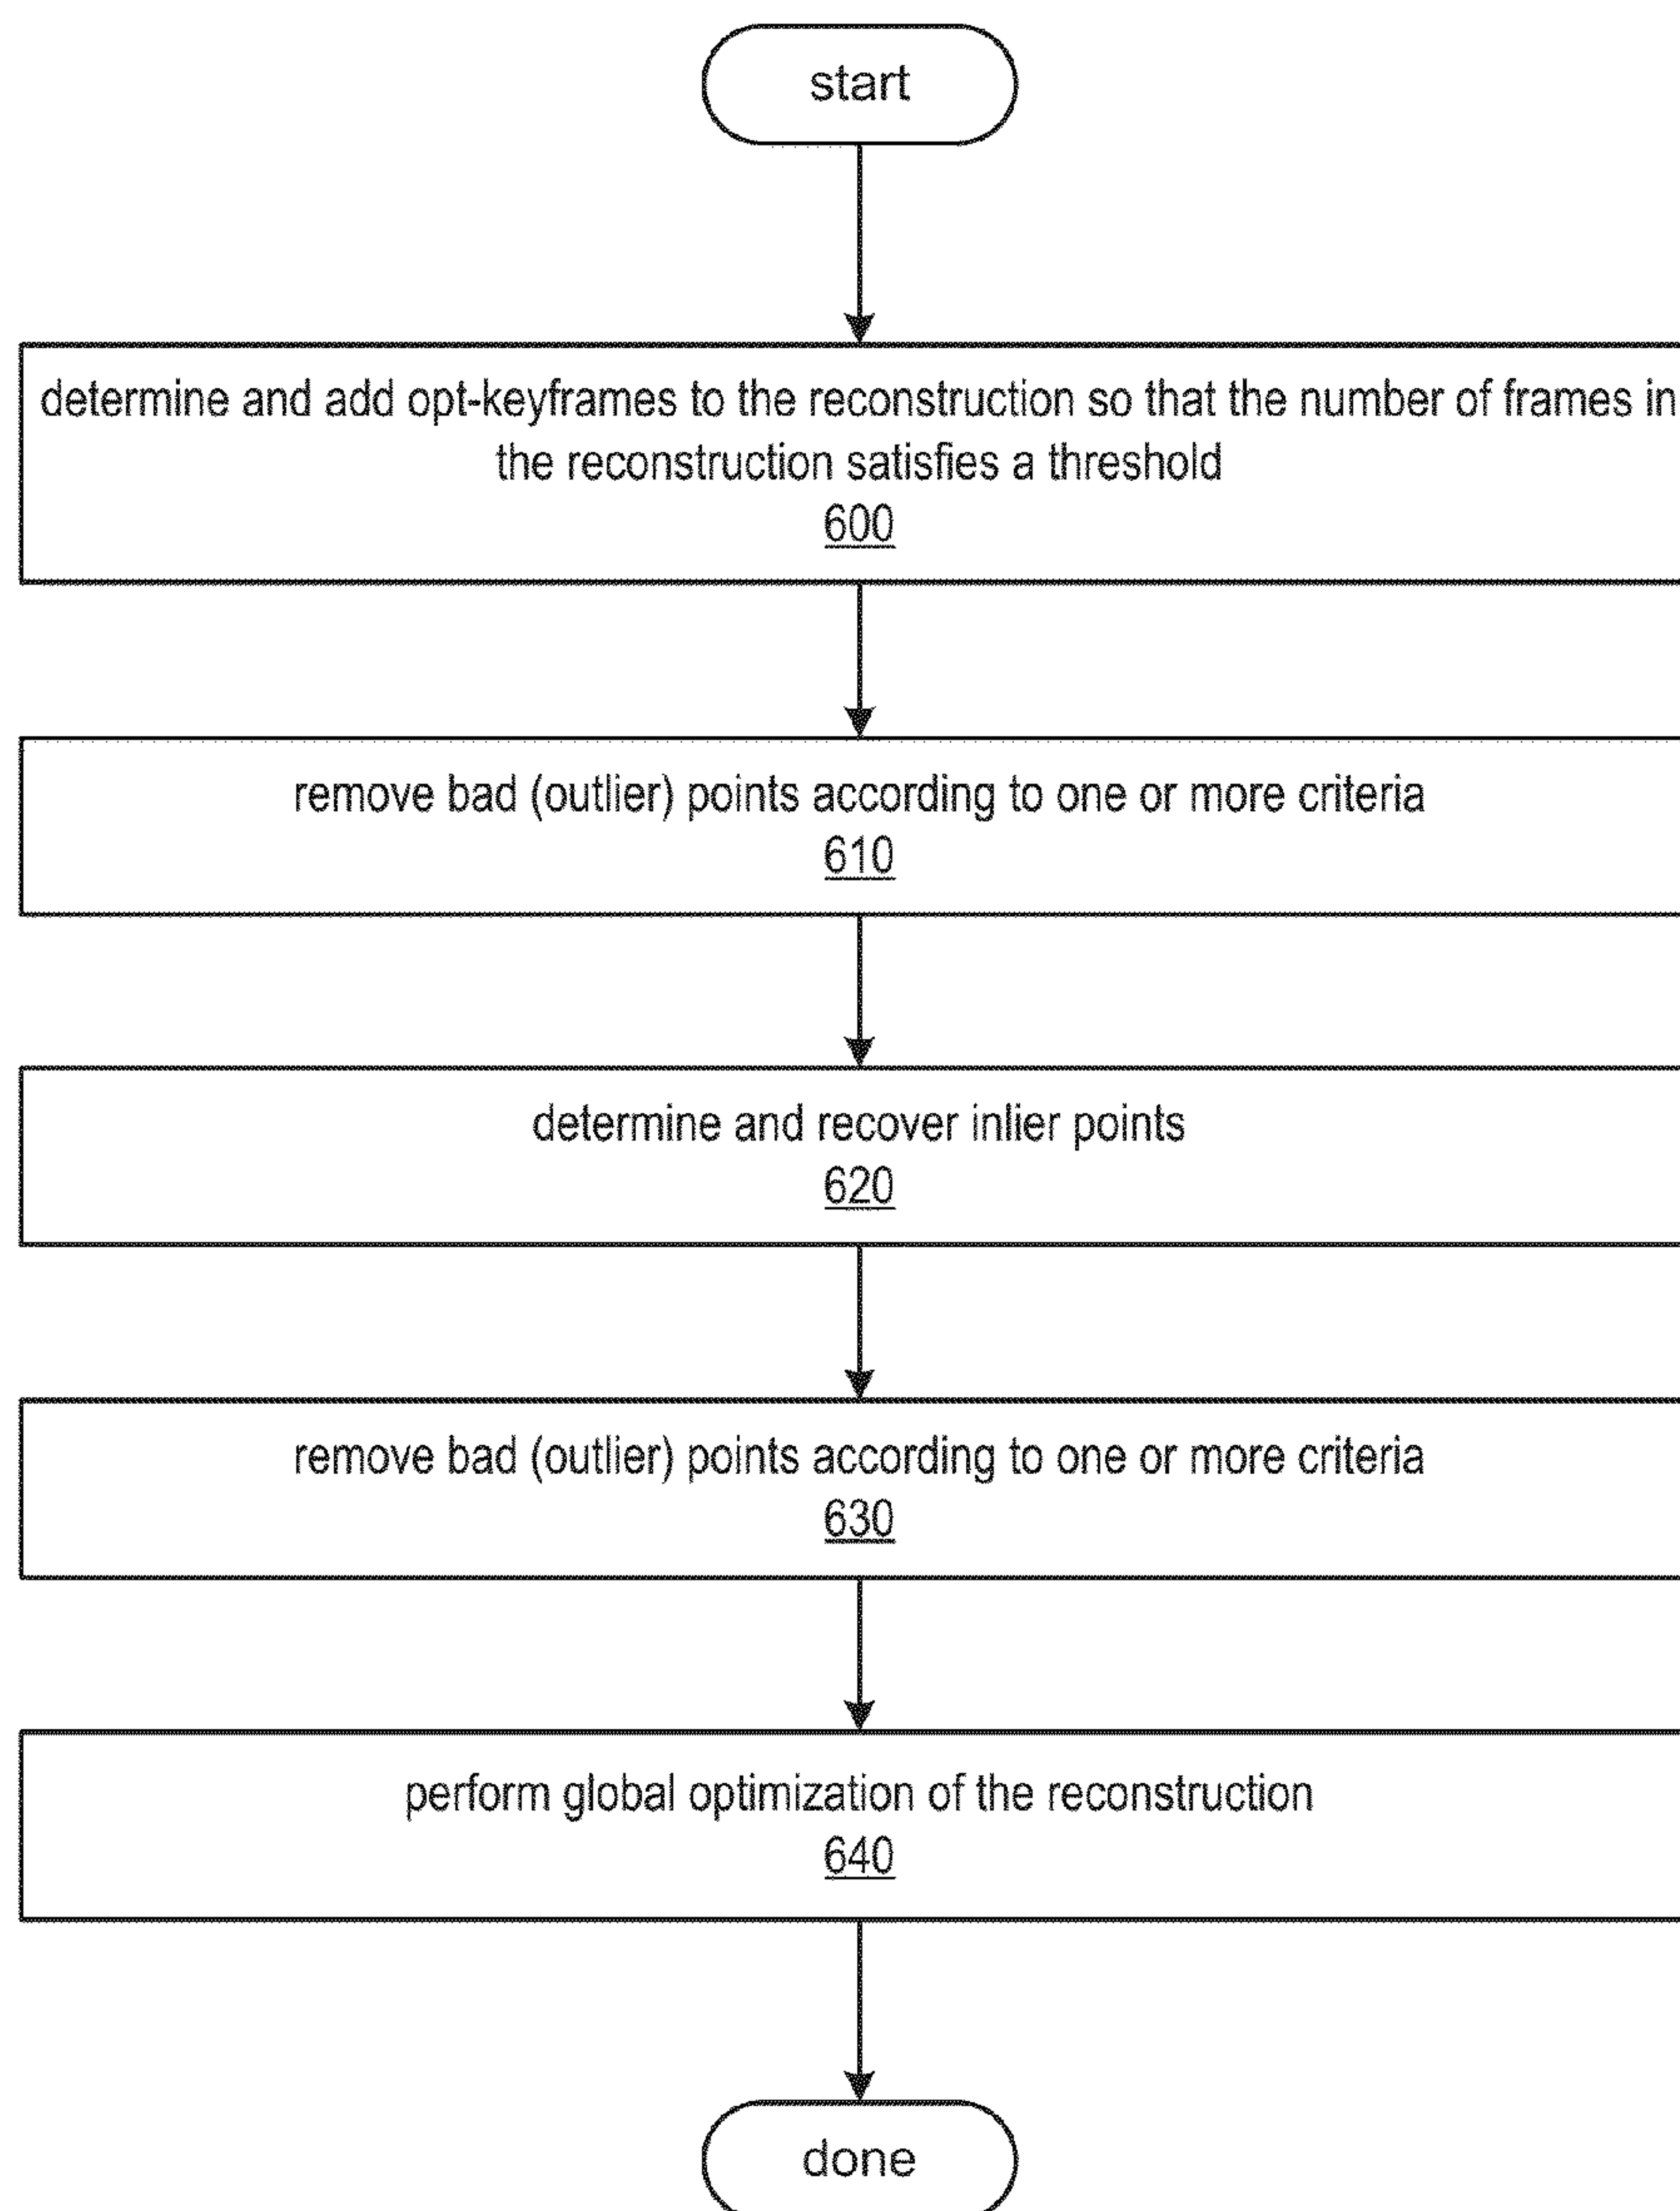 start
determine and add opt-keyframes to the reconstruction so that the number of frames in
the reconstruction satisfies a threshold
600
remove bad (outlier) points according to one or more criteria
610
determine and recover inlier points
620
remove bad (outlier) points according to one or more criteria
630
perform global optimization of the reconstruction
640
done